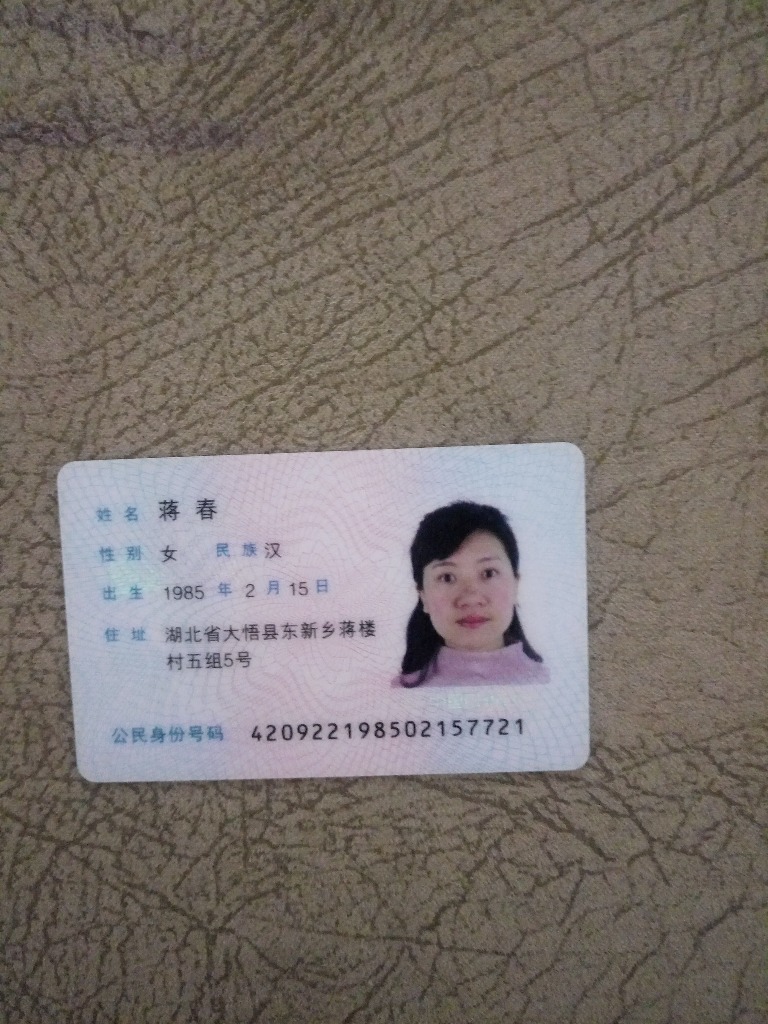 姓名 蒋春
性别 女 民族 汉
出生 1985 年 2 月 15 日
住址 湖北省大悟县东新乡蒋楼
村五组5号
公民身份号码 420922198502157721